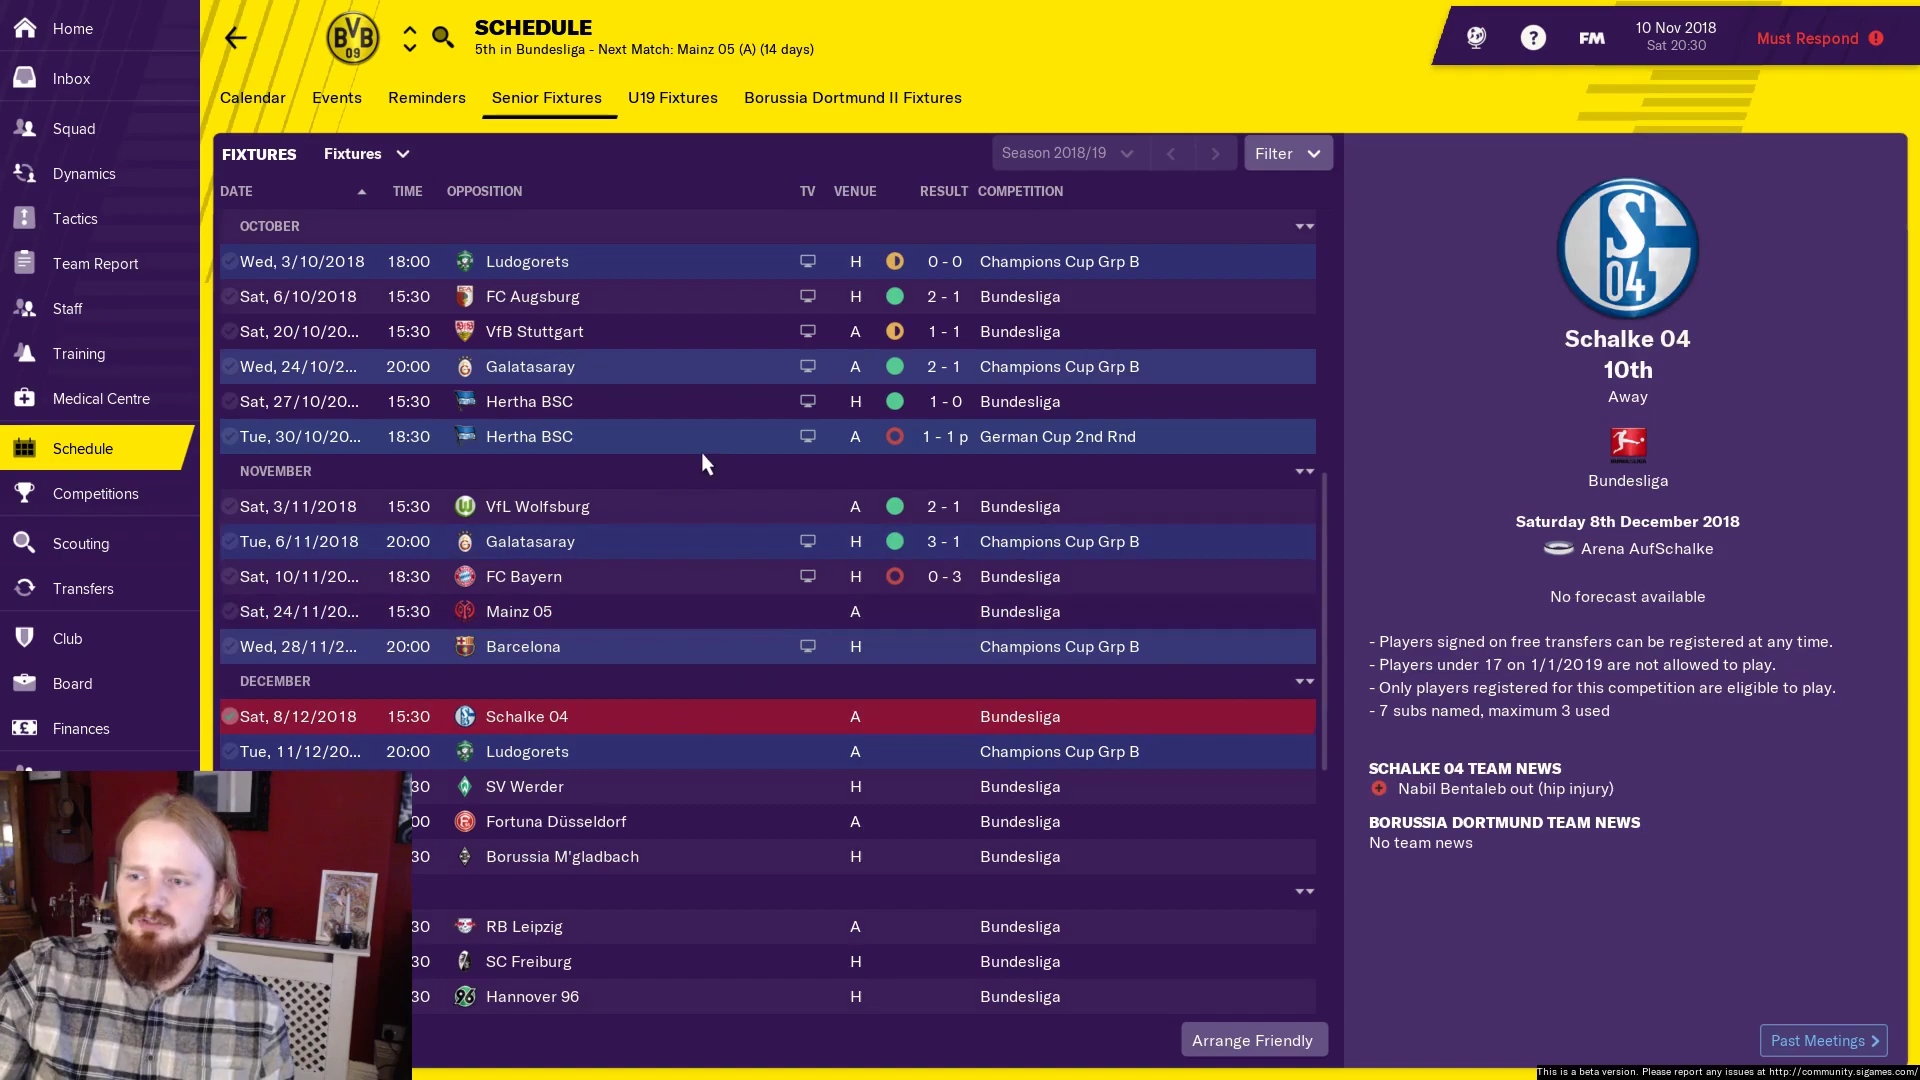 Home
Inbox
Squad
Dynamics
Tactics
Team Report
Staff
Training
Medical Centre
Schedule
Competitions
Scouting
Transfers
Club
Board
Finances
BVB
09
SCHEDULE
5th in Bundesliga - Next Match: Mainz 05 (A) (14 days)
? FM 10 Nov 2018 Must Respond
Sat 20:30
Calendar Events Reminders Senior Fixtures U19 Fixtures Borussia Dortmund II Fixtures
FIXTURES Fixtures Season 2018/19 Filter
DATE TIME OPPOSITION TV VENUE RESULT COMPETITION
OCTOBER
Wed, 3/10/2018 18:00 Ludogorets H 0 - 0 Champions Cup Grp B
Sat, 6/10/2018 15:30 FC Augsburg H 2 - 1 Bundesliga
Sat, 20/10/20... 15:30 VfB Stuttgart A 1 - 1 Bundesliga
Wed, 24/10/2... 20:00 Galatasaray A 2 - 1 Champions Cup Grp B
Sat, 27/10/20... 15:30 Hertha BSC H 1 - 0 Bundesliga
Tue, 30/10/20... 18:30 Hertha BSC A 1 - 1 p German Cup 2nd Rnd
NOVEMBER
Sat, 3/11/2018 15:30 VfL Wolfsburg A 2 - 1 Bundesliga
Tue, 6/11/2018 20:00 Galatasaray H 3 - 1 Champions Cup Grp B
Sat, 10/11/20... 18:30 FC Bayern H 0 - 3 Bundesliga
Sat, 24/11/20... 15:30 Mainz 05 A Bundesliga
Wed, 28/11/2... 20:00 Barcelona H Champions Cup Grp B
DECEMBER
Sat, 8/12/2018 15:30 Schalke 04 A Bundesliga
Tue, 11/12/20... 20:00 Ludogorets A Champions Cup Grp B
30 SV Werder H Bundesliga
00 Fortuna Düsseldorf A Bundesliga
30 Borussia M'gladbach H Bundesliga
30 RB Leipzig A Bundesliga
30 SC Freiburg H Bundesliga
30 Hannover 96 H Bundesliga
Arrange Friendly
S
04
Schalke 04
10th
Away
Bundesliga
Saturday 8th December 2018
Arena AufSchalke
No forecast available
- Players signed on free transfers can be registered at any time.
- Players under 17 on 1/1/2019 are not allowed to play.
- Only players registered for this competition are eligible to play.
- 7 subs named, maximum 3 used
SCHALKE 04 TEAM NEWS
Nabil Bentaleb out (hip injury)
BORUSSIA DORTMUND TEAM NEWS
No team news
Past Meetings
This is a beta version. Please report any issues at http://community.sigames.com/